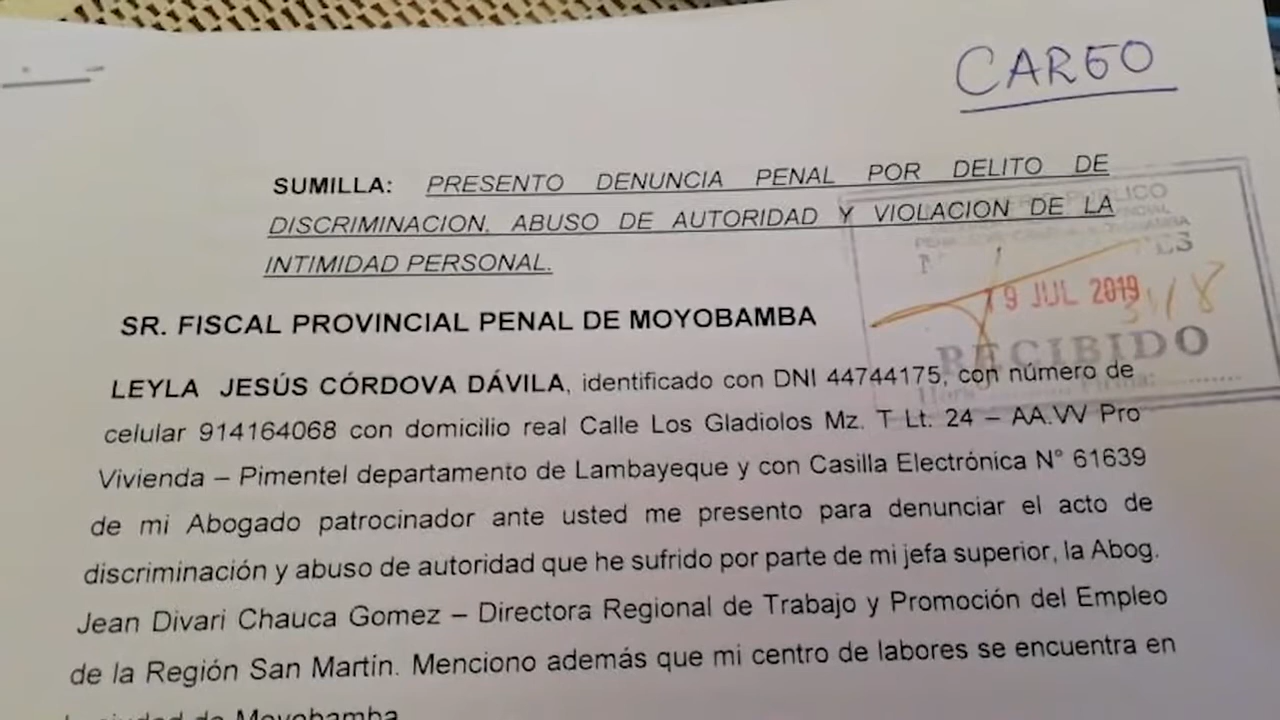 CARGO
SUMILLA: PRESENTO DENUNCIA PENAL POR DELITO DE
DISCRIMINACION. ABUSO DE AUTORIDAD Y VIOLACION DE LA
INTIMIDAD PERSONAL.
PUBLICO
19 JUL 2019
RECIBIDO
SR. FISCAL PROVINCIAL PENAL DE MOYOBAMBA
LEYLA JESÚS CÓRDOVA DÁVILA, identificado con DNI 44744175, con número de
celular 914164068 con domicilio real Calle Los Gladiolos Mz. T Lt. 24 – AA.VV Pro
Vivienda – Pimentel departamento de Lambayeque y con Casilla Electrónica N° 61639
de mi Abogado patrocinador ante usted me presento para denunciar el acto de
discriminación y abuso de autoridad que he sufrido por parte de mi jefa superior, la Abog.
Jean Divari Chauca Gomez – Directora Regional de Trabajo y Promoción del Empleo
de la Región San Martín. Menciono además que mi centro de labores se encuentra en
ciudad de Moyobamba